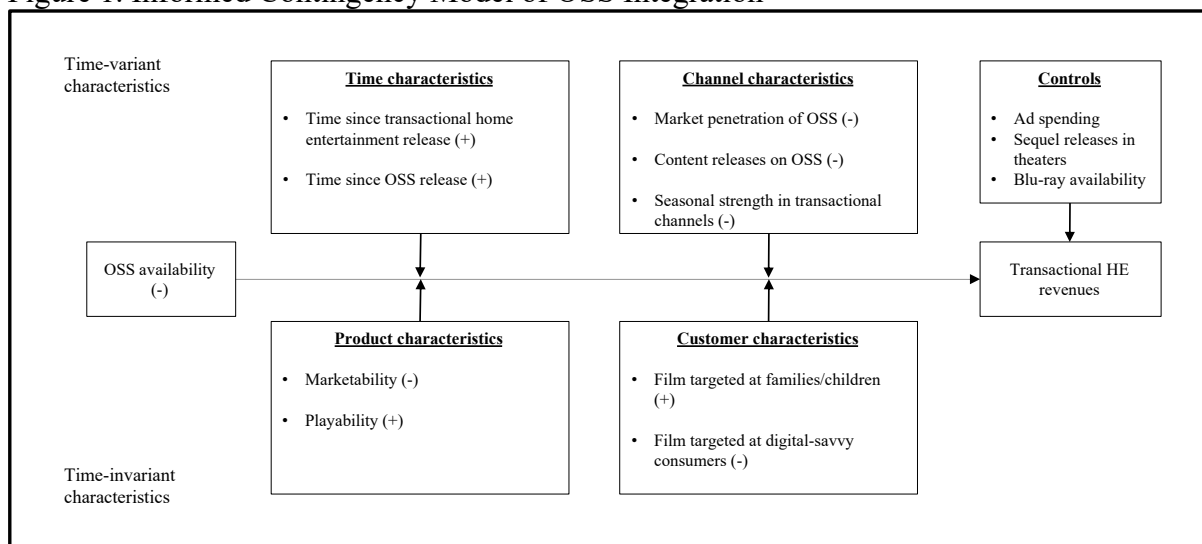 Figure 1: Informed Contingency Model of OSS Integration
Time-variant
characteristics
Time characteristics
• Time since transactional home
entertainment release (+)
• Time since OSS release (+)
Channel characteristics
• Market penetration of OSS (-)
• Content releases on OSS (-)
• Seasonal strength in transactional
channels (-)
Controls
• Ad spending
• Sequel releases in
theaters
• Blu-ray availability
OSS availability
(-)
Transactional HE
revenues
Product characteristics
• Marketability (-)
• Playability (+)
Customer characteristics
• Film targeted at families/children
(+)
• Film targeted at digital-savvy
consumers (-)
Time-invariant
characteristics